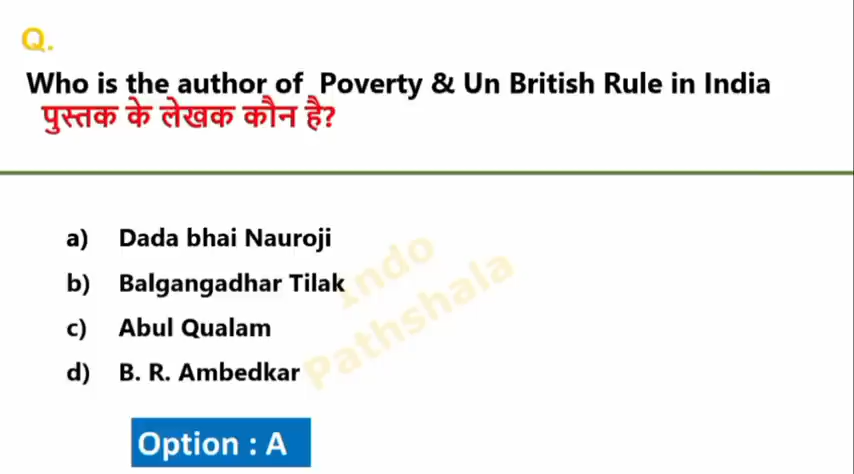 Q.
Who is the author of Poverty & Un British Rule in India
पुस्तक के लेखक कौन है?
a) Dada bhai Nauroji
b) Balgangadhar Tilak
c) Abul Qualam
d) B. R. Ambedkar
Indo
Pathshala
Option : A